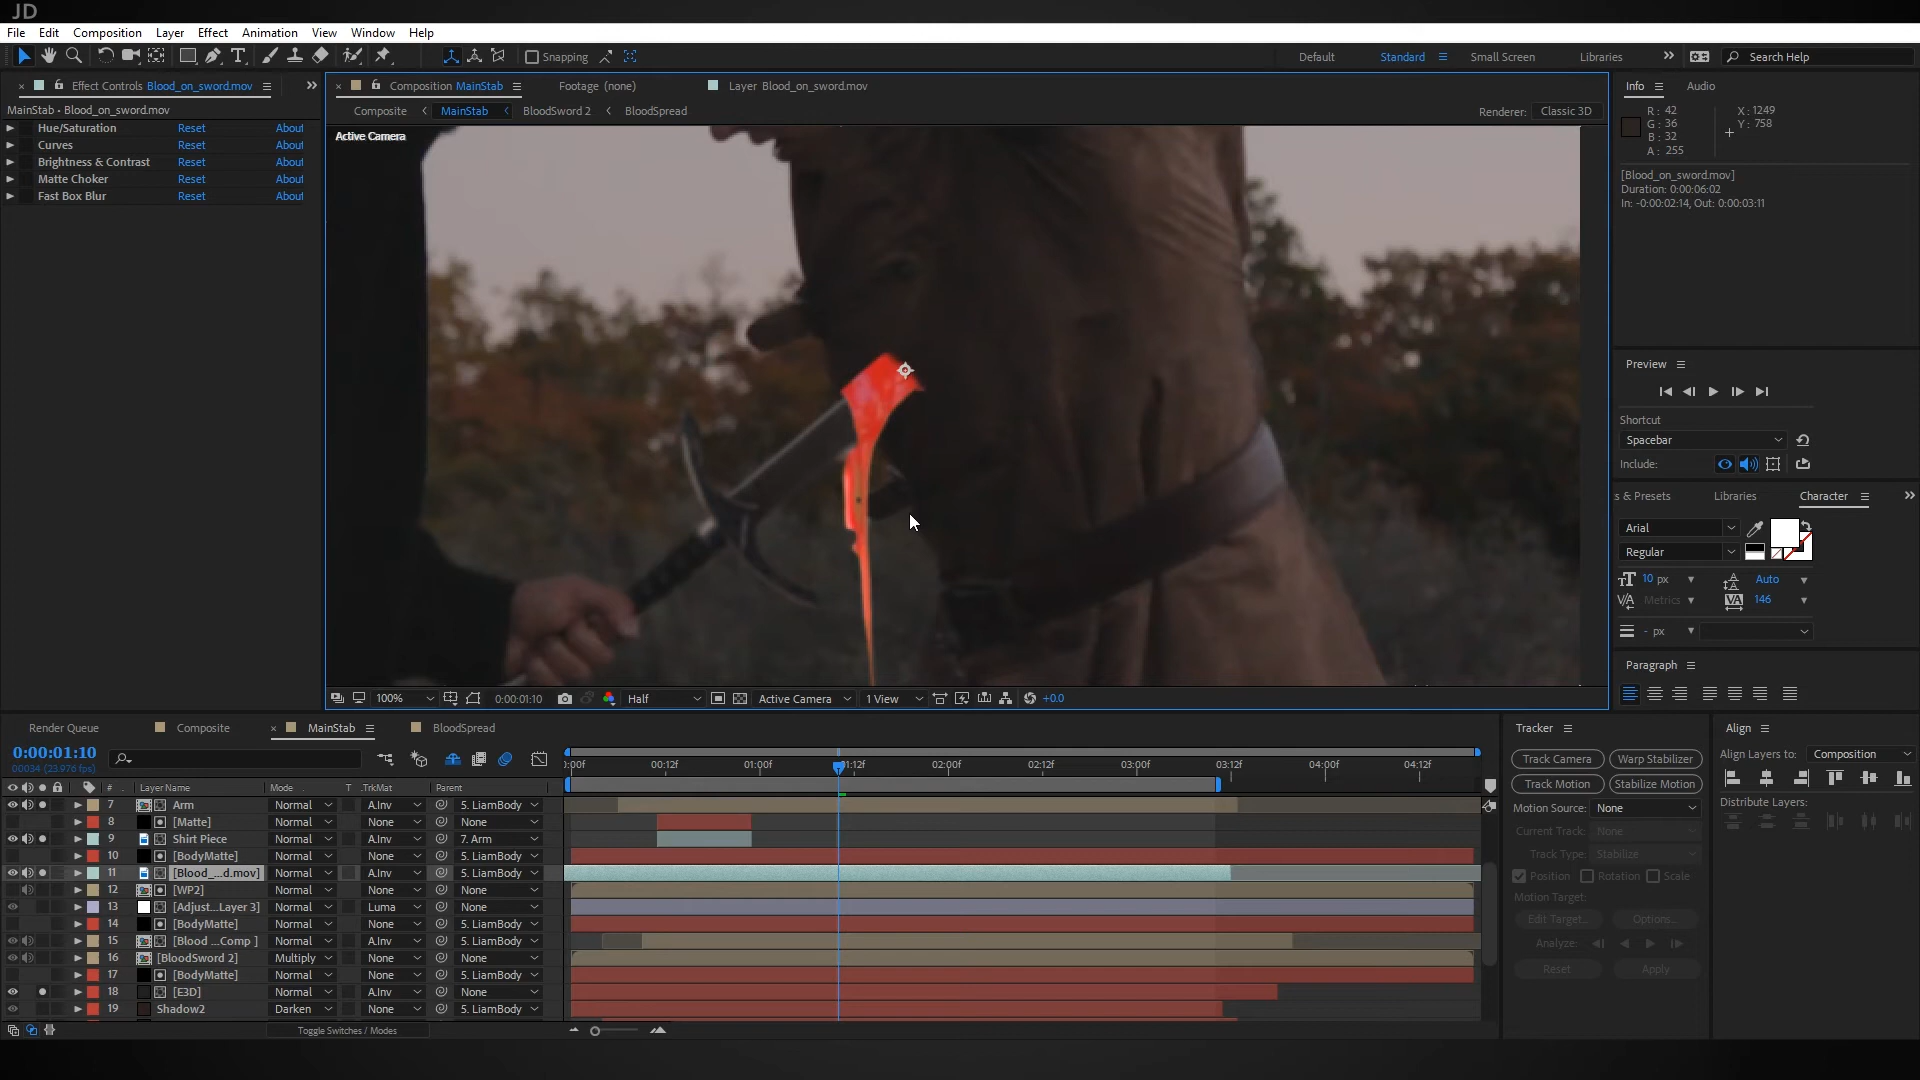 JD
File Edit Composition Layer Effect Animation View Window Help
Snapping
Default Standard Small Screen Libraries Search Help
Effect Controls Blood_on_sword.mov
MainStab • Blood_on_sword.mov
Hue/Saturation Reset About
Curves Reset About
Brightness & Contrast Reset About
Matte Choker Reset About
Fast Box Blur Reset About
Composition MainStab Footage (none) Layer Blood_on_sword.mov
Composite MainStab BloodSword 2 BloodSpread Renderer: Classic 3D
Active Camera
100% 0:00:01:10 Half Active Camera 1 View +0.0
Info Audio
R: 42 X: 1249
G: 36 Y: 758
B: 32
A: 255
[Blood_on_sword.mov]
Duration: 0:00:06:02
In: -0:00:02:14, Out: 0:00:03:11
Preview
Shortcut
Spacebar
Include:
s & Presets Libraries Character
Arial
Regular
10 px Auto
Metrics 146
- px
Paragraph
Render Queue Composite MainStab BloodSpread
0:00:01:10
00034 (23.976 fps)
# Layer Name Mode T .TrkMat Parent
:00f 00:12f 01:00f 01:12f 02:00f 02:12f 03:00f 03:12f 04:00f 04:12f
7 Arm Normal A.Inv 5. LiamBody
8 [Matte] Normal None None
9 Shirt Piece Normal A.Inv 7. Arm
10 [BodyMatte] Normal None 5. LiamBody
11 [Blood_...d.mov] Normal A.Inv 5. LiamBody
12 [WP2] Normal None None
13 [Adjust...Layer 3] Normal Luma None
14 [BodyMatte] Normal None 5. LiamBody
15 [Blood ...Comp ] Normal A.Inv 5. LiamBody
16 [BloodSword 2] Multiply None None
17 [BodyMatte] Normal None 5. LiamBody
18 [E3D] Normal A.Inv None
19 Shadow2 Darken None 5. LiamBody
Toggle Switches / Modes
Tracker
Track Camera Warp Stabilizer
Track Motion Stabilize Motion
Motion Source: None
Current Track: None
Track Type: Stabilize
Position Rotation Scale
Motion Target:
Edit Target... Options...
Analyze:
Reset Apply
Align
Align Layers to: Composition
Distribute Layers: